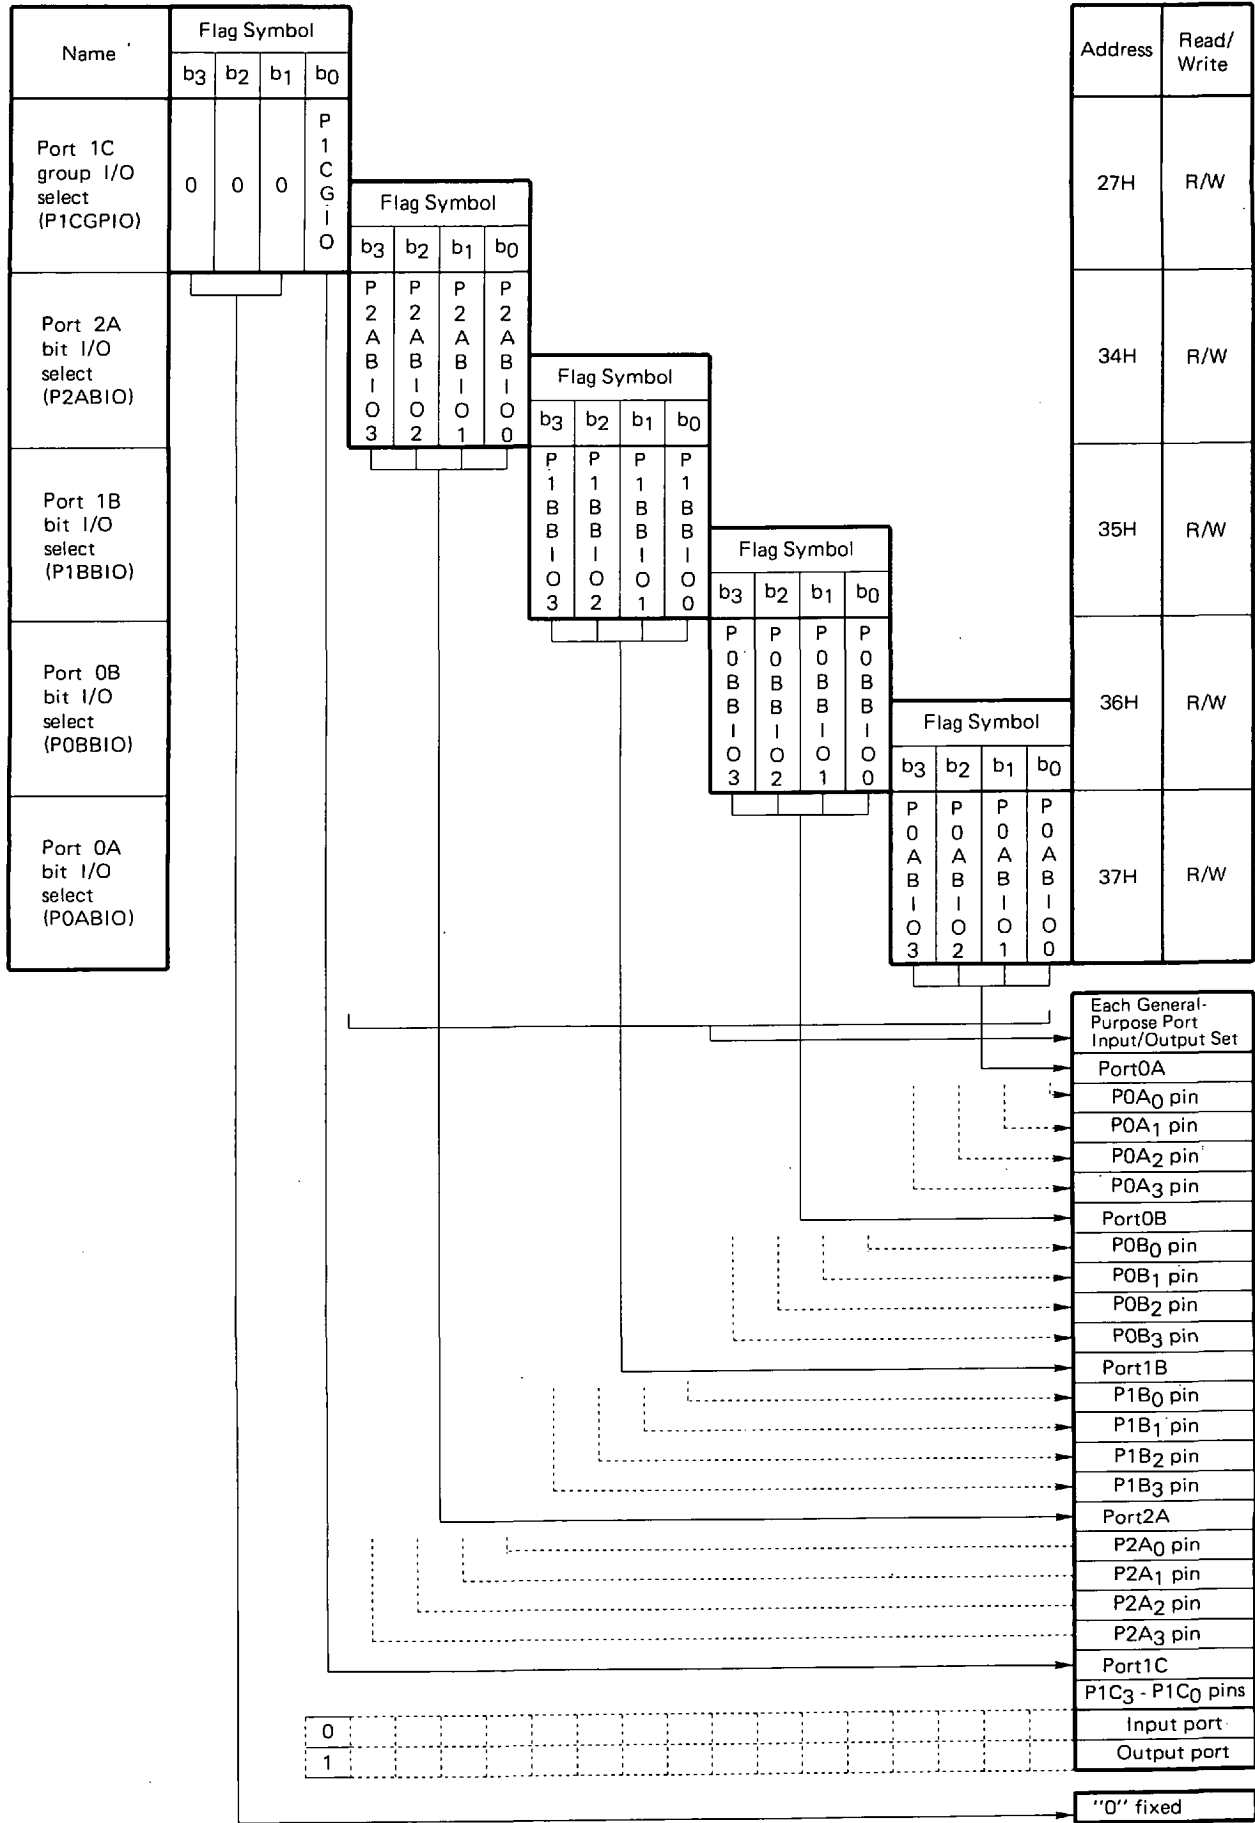 Name
Flag Symbol
b3 b2 b1 b0
Address
Read/
Write
Port 1C
group I/O
select
(P1CGPIO)
0 0 0 P1CGIO
27H
R/W
Flag Symbol
b3 b2 b1 b0
Port 2A
bit I/O
select
(P2ABIO)
P2ABIO3 P2ABIO2 P2ABIO1 P2ABIO0
34H
R/W
Flag Symbol
b3 b2 b1 b0
Port 1B
bit I/O
select
(P1BBIO)
P1BBIO3 P1BBIO2 P1BBIO1 P1BBIO0
35H
R/W
Flag Symbol
b3 b2 b1 b0
Port 0B
bit I/O
select
(P0BBIO)
P0BBIO3 P0BBIO2 P0BBIO1 P0BBIO0
36H
R/W
Flag Symbol
b3 b2 b1 b0
Port 0A
bit I/O
select
(P0ABIO)
P0ABIO3 P0ABIO2 P0ABIO1 P0ABIO0
37H
R/W
Each General-
Purpose Port
Input/Output Set
Port0A
P0A0 pin
P0A1 pin
P0A2 pin
P0A3 pin
Port0B
P0B0 pin
P0B1 pin
P0B2 pin
P0B3 pin
Port1B
P1B0 pin
P1B1 pin
P1B2 pin
P1B3 pin
Port2A
P2A0 pin
P2A1 pin
P2A2 pin
P2A3 pin
Port1C
P1C3 - P1C0 pins
0 Input port
1 Output port
"0" fixed